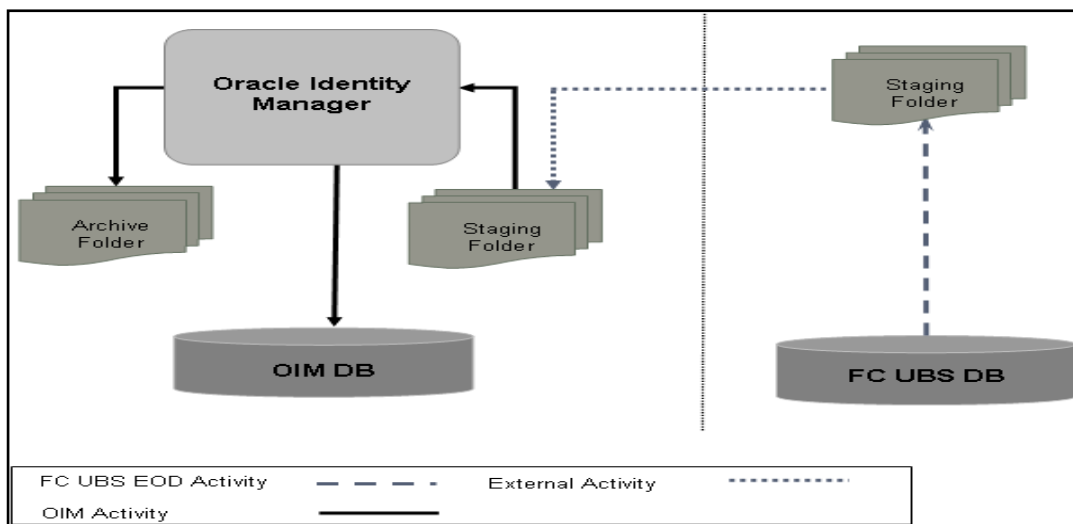 Oracle Identity
Manager
Staging
Folder
Archive
Folder
Staging
Folder
OIM DB
FC UBS DB
FC UBS EOD Activity
External Activity
OIM Activity